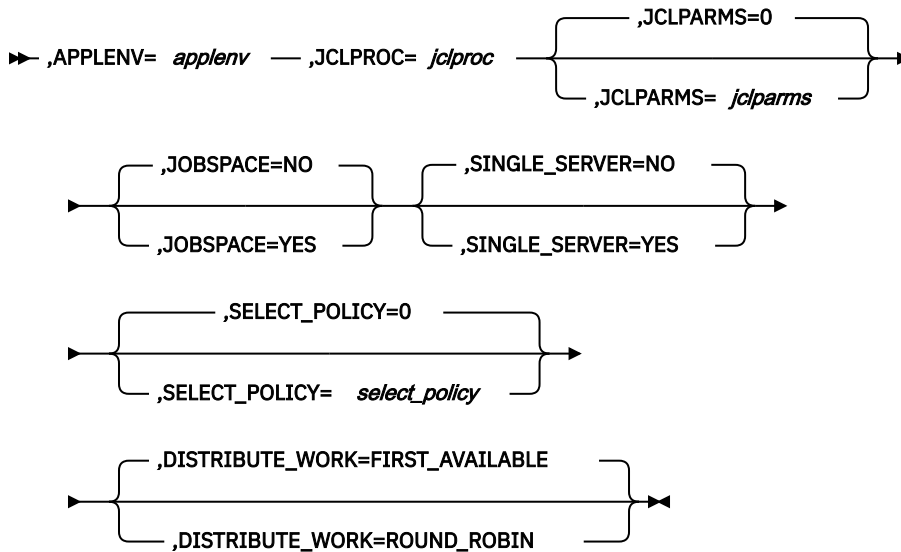 ,JCLPARMS=0
,APPLENV= applenv ,JCLPROC= jclproc
,JCLPARMS= jclparms
,JOBSPACE=NO ,SINGLE_SERVER=NO
,JOBSPACE=YES ,SINGLE_SERVER=YES
,SELECT_POLICY=0
,SELECT_POLICY= select_policy
,DISTRIBUTE_WORK=FIRST_AVAILABLE
,DISTRIBUTE_WORK=ROUND_ROBIN